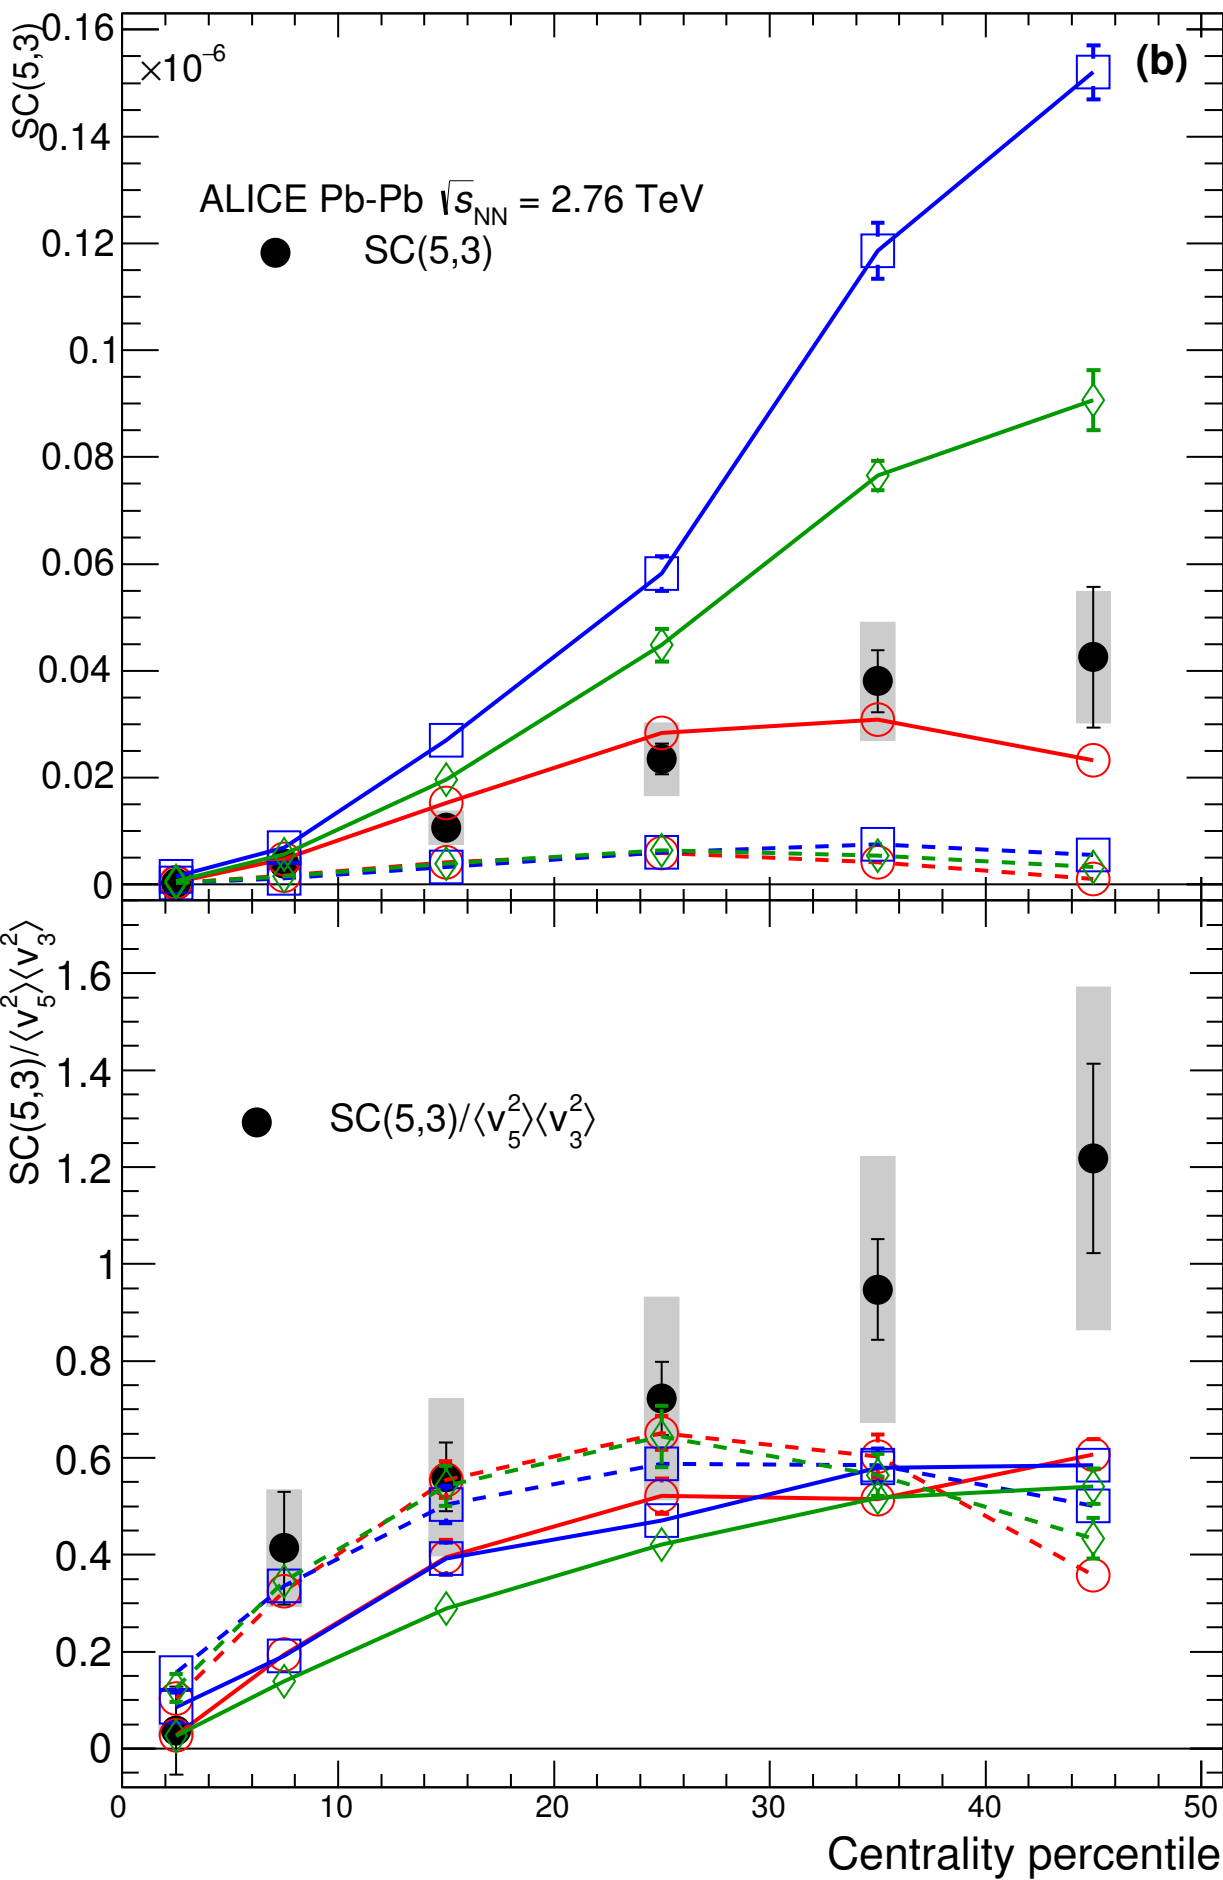 SC(5,3)
×10⁻⁶
(b)
0.16
0.14
0.12
0.1
0.08
0.06
0.04
0.02
0
ALICE Pb-Pb √s_NN = 2.76 TeV
SC(5,3)
SC(5,3)/⟨v₅²⟩⟨v₃²⟩
1.6
1.4
1.2
1
0.8
0.6
0.4
0.2
0
SC(5,3)/⟨v₅²⟩⟨v₃²⟩
0 10 20 30 40 50
Centrality percentile